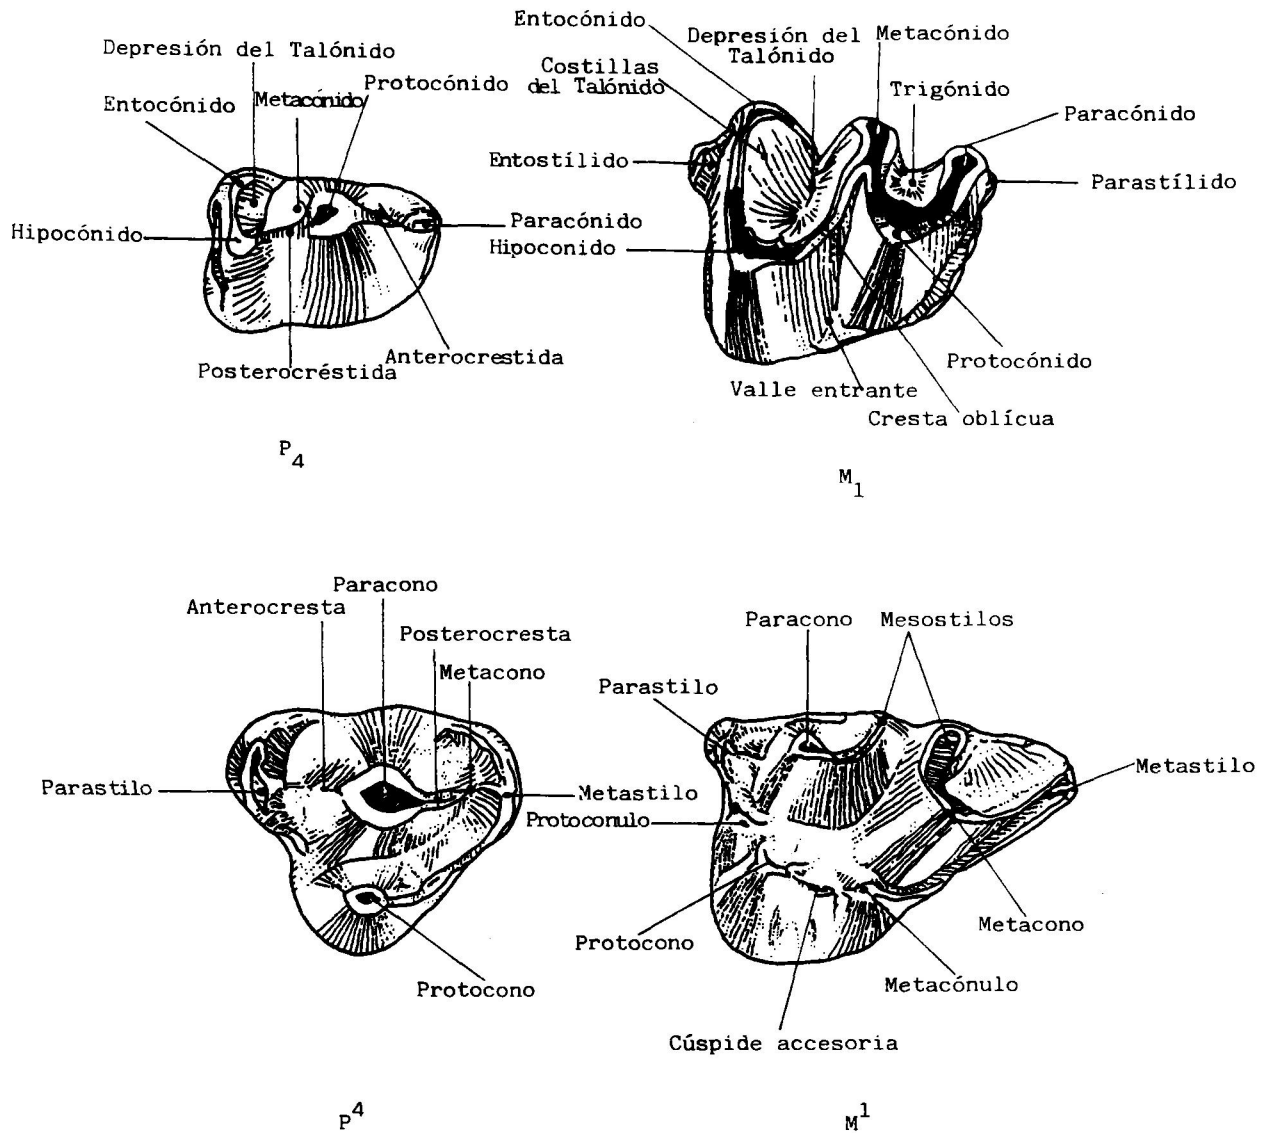 Depresión del Talónido
Entocónido
Metacónido
Protocónido
Hipocónido
Paracónido
Anterocrestida
Posterocréstida
P4
Entocónido
Depresión del
Talónido
Metacónido
Costillas
del Talónido
Trigónido
Paracónido
Entostílido
Parastílido
Hipoconido
Protocónido
Valle entrante
Cresta oblícua
M1
Paracono
Anterocresta
Posterocresta
Metacono
Parastilo
Metastilo
Protocono
P4
Paracono
Mesostilos
Parastilo
Metastilo
Protoconulo
Protocono
Metacono
Metacónulo
Cúspide accesoria
M1